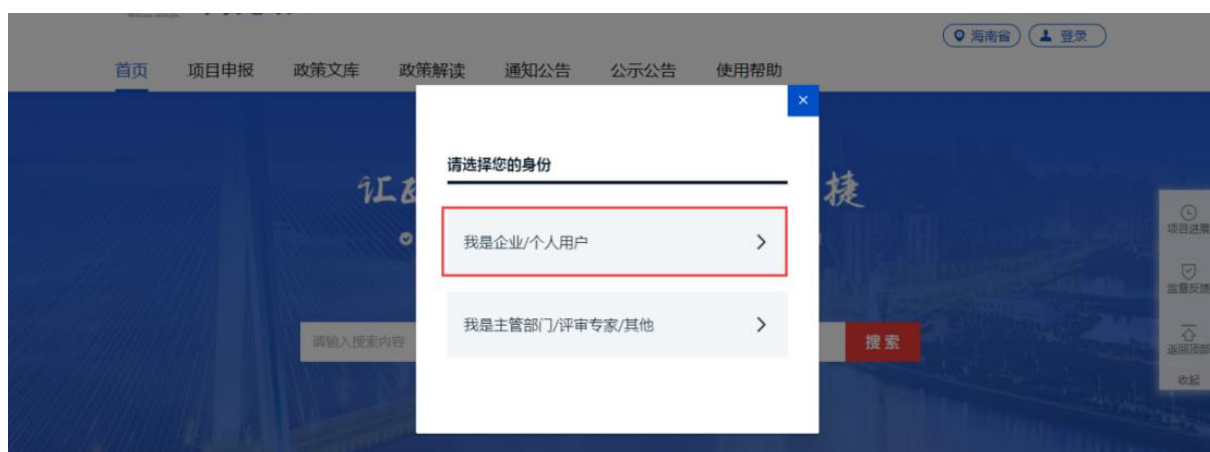 海南省
登录
首页 项目申报 政策文库 政策解读 通知公告 公示公告 使用帮助
×
请选择您的身份
让 捷
我是企业/个人用户
项目进展
监督反馈
我是主管部门/评审专家/其他
请输入搜索内容
搜索
返回顶部
收起